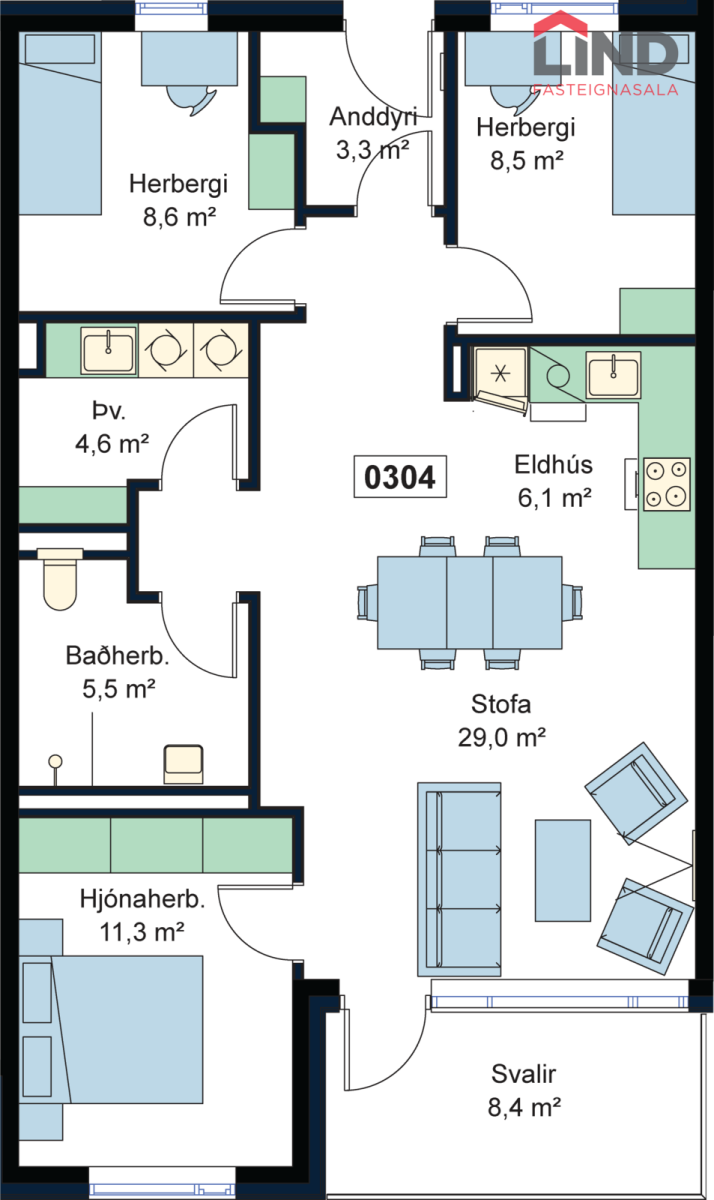 LIND
FASTEIGNASALA
Anddyri
3,3 m²
Herbergi
8,5 m²
Herbergi
8,6 m²
Þv.
4,6 m²
0304
Eldhús
6,1 m²
Baðherb.
5,5 m²
Stofa
29,0 m²
Hjónaherb.
11,3 m²
Svalir
8,4 m²